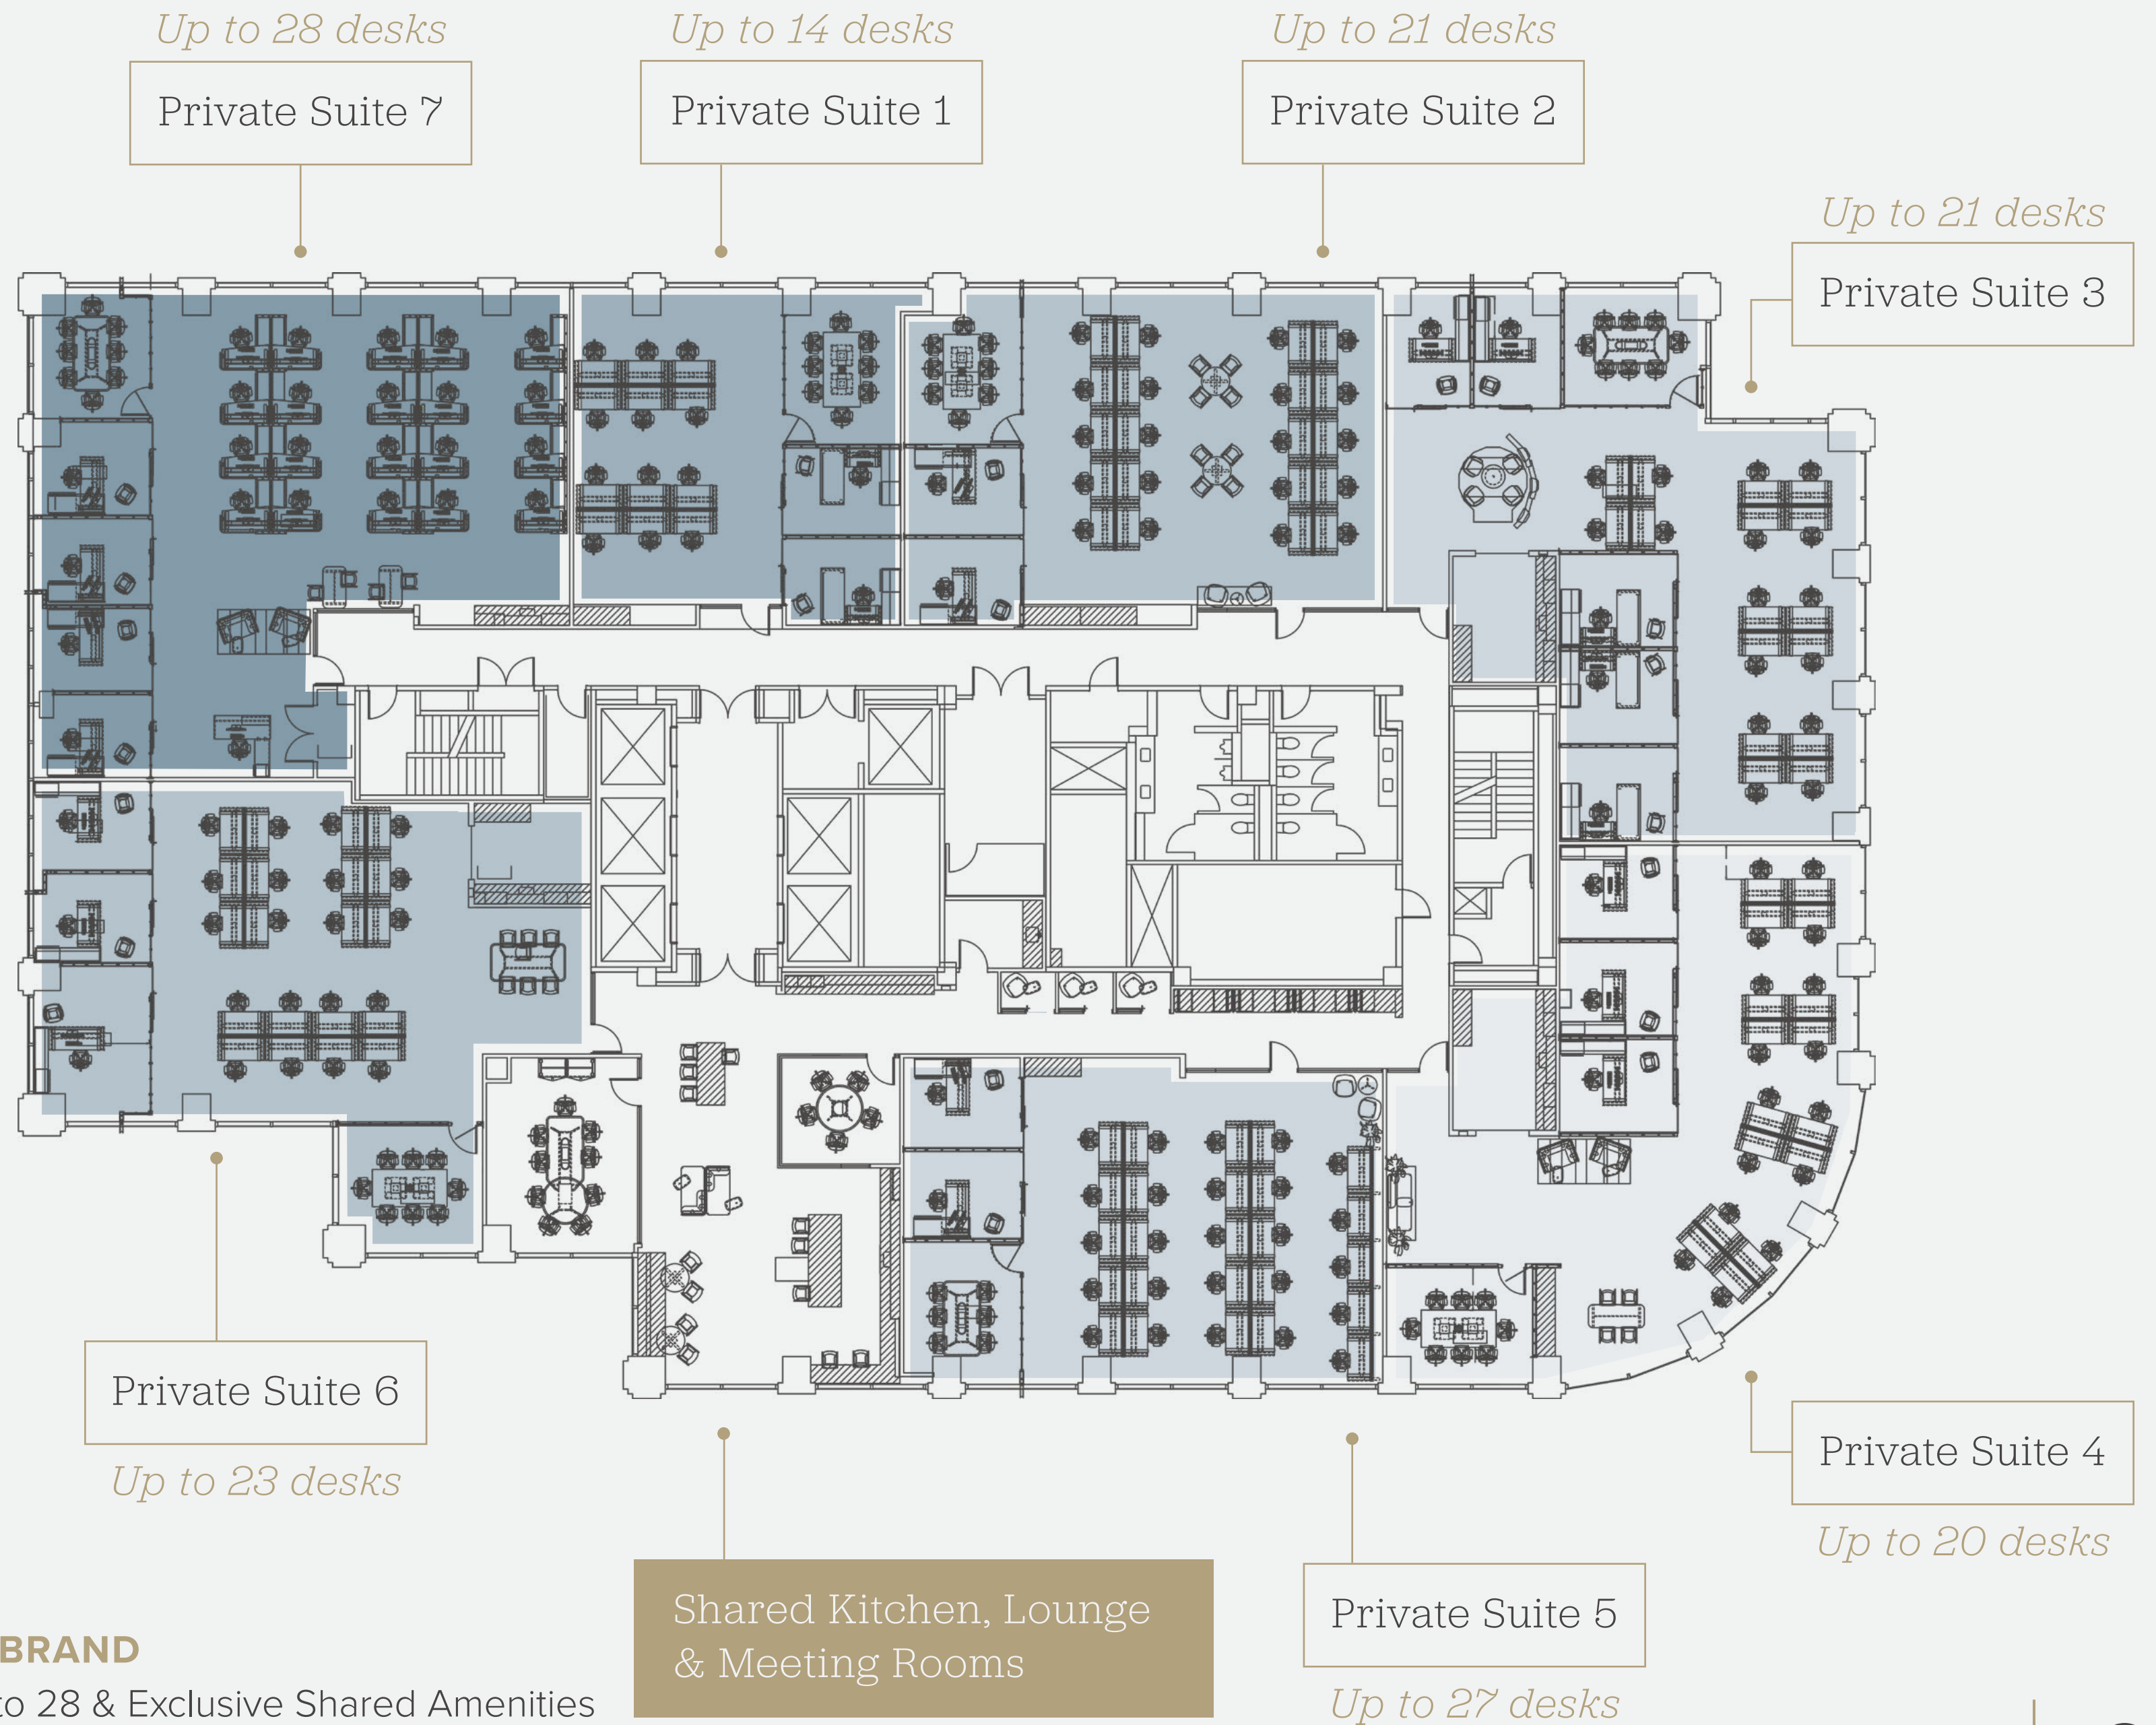 Up to 28 desks
Private Suite 7
Up to 14 desks
Private Suite 1
Up to 21 desks
Private Suite 2
Up to 21 desks
Private Suite 3
Private Suite 6
Up to 23 desks
Private Suite 4
Up to 20 desks
Shared Kitchen, Lounge
& Meeting Rooms
Private Suite 5
Up to 27 desks
BRAND
to 28 & Exclusive Shared Amenities